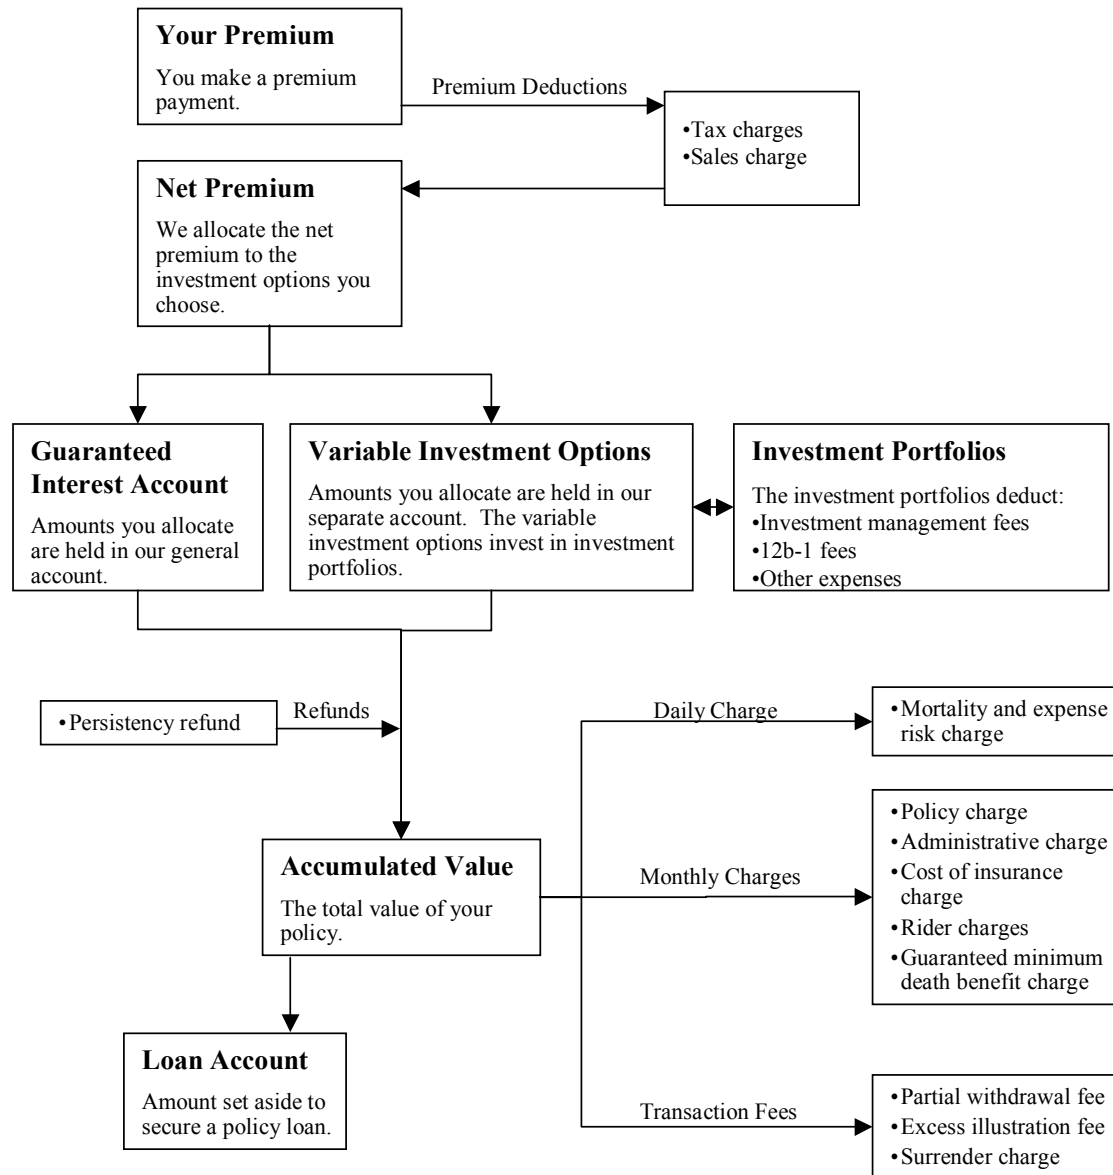 Your Premium
You make a premium
payment.
Premium Deductions
•Tax charges
•Sales charge
Net Premium
We allocate the net
premium to the
investment options you
choose.
Guaranteed
Interest Account
Amounts you allocate
are held in our general
account.
Variable Investment Options
Amounts you allocate are held in our
separate account.  The variable
investment options invest in investment
portfolios.
Investment Portfolios
The investment portfolios deduct:
•Investment management fees
•12b-1 fees
•Other expenses
•Persistency refund
Refunds
Daily Charge
•Mortality and expense
risk charge
Accumulated Value
The total value of your
policy.
Monthly Charges
•Policy charge
•Administrative charge
•Cost of insurance
charge
•Rider charges
•Guaranteed minimum
death benefit charge
Loan Account
Amount set aside to
secure a policy loan.
Transaction Fees
•Partial withdrawal fee
•Excess illustration fee
•Surrender charge